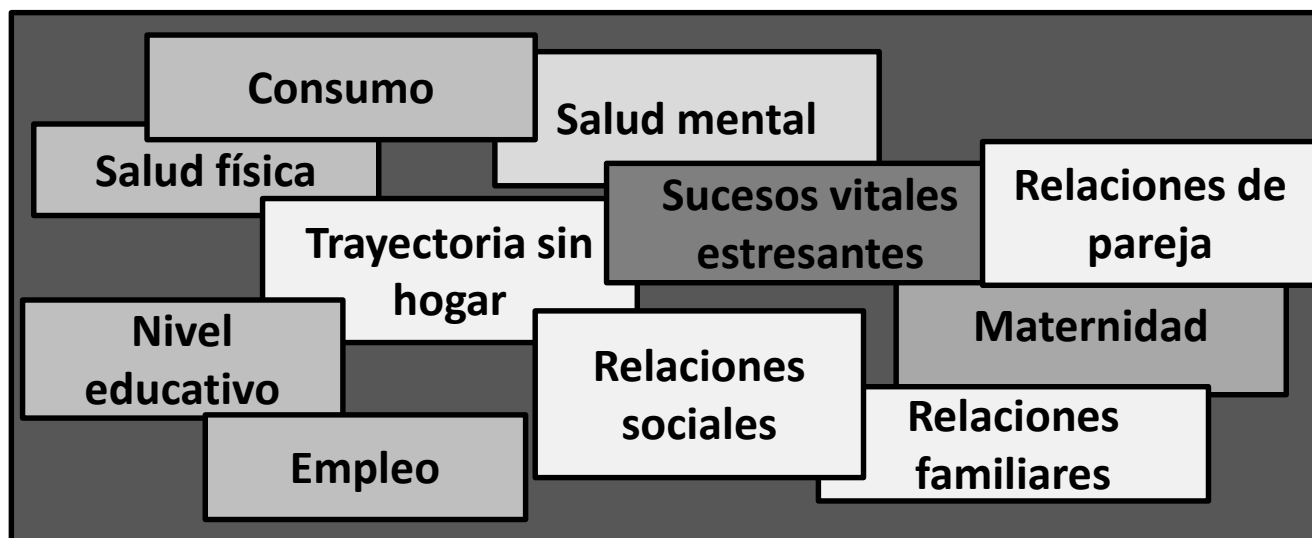 Consumo
Salud mental
Salud física
Sucesos vitales
estresantes
Relaciones de
pareja
Trayectoria sin
hogar
Nivel
educativo
Maternidad
Relaciones
sociales
Relaciones
familiares
Empleo